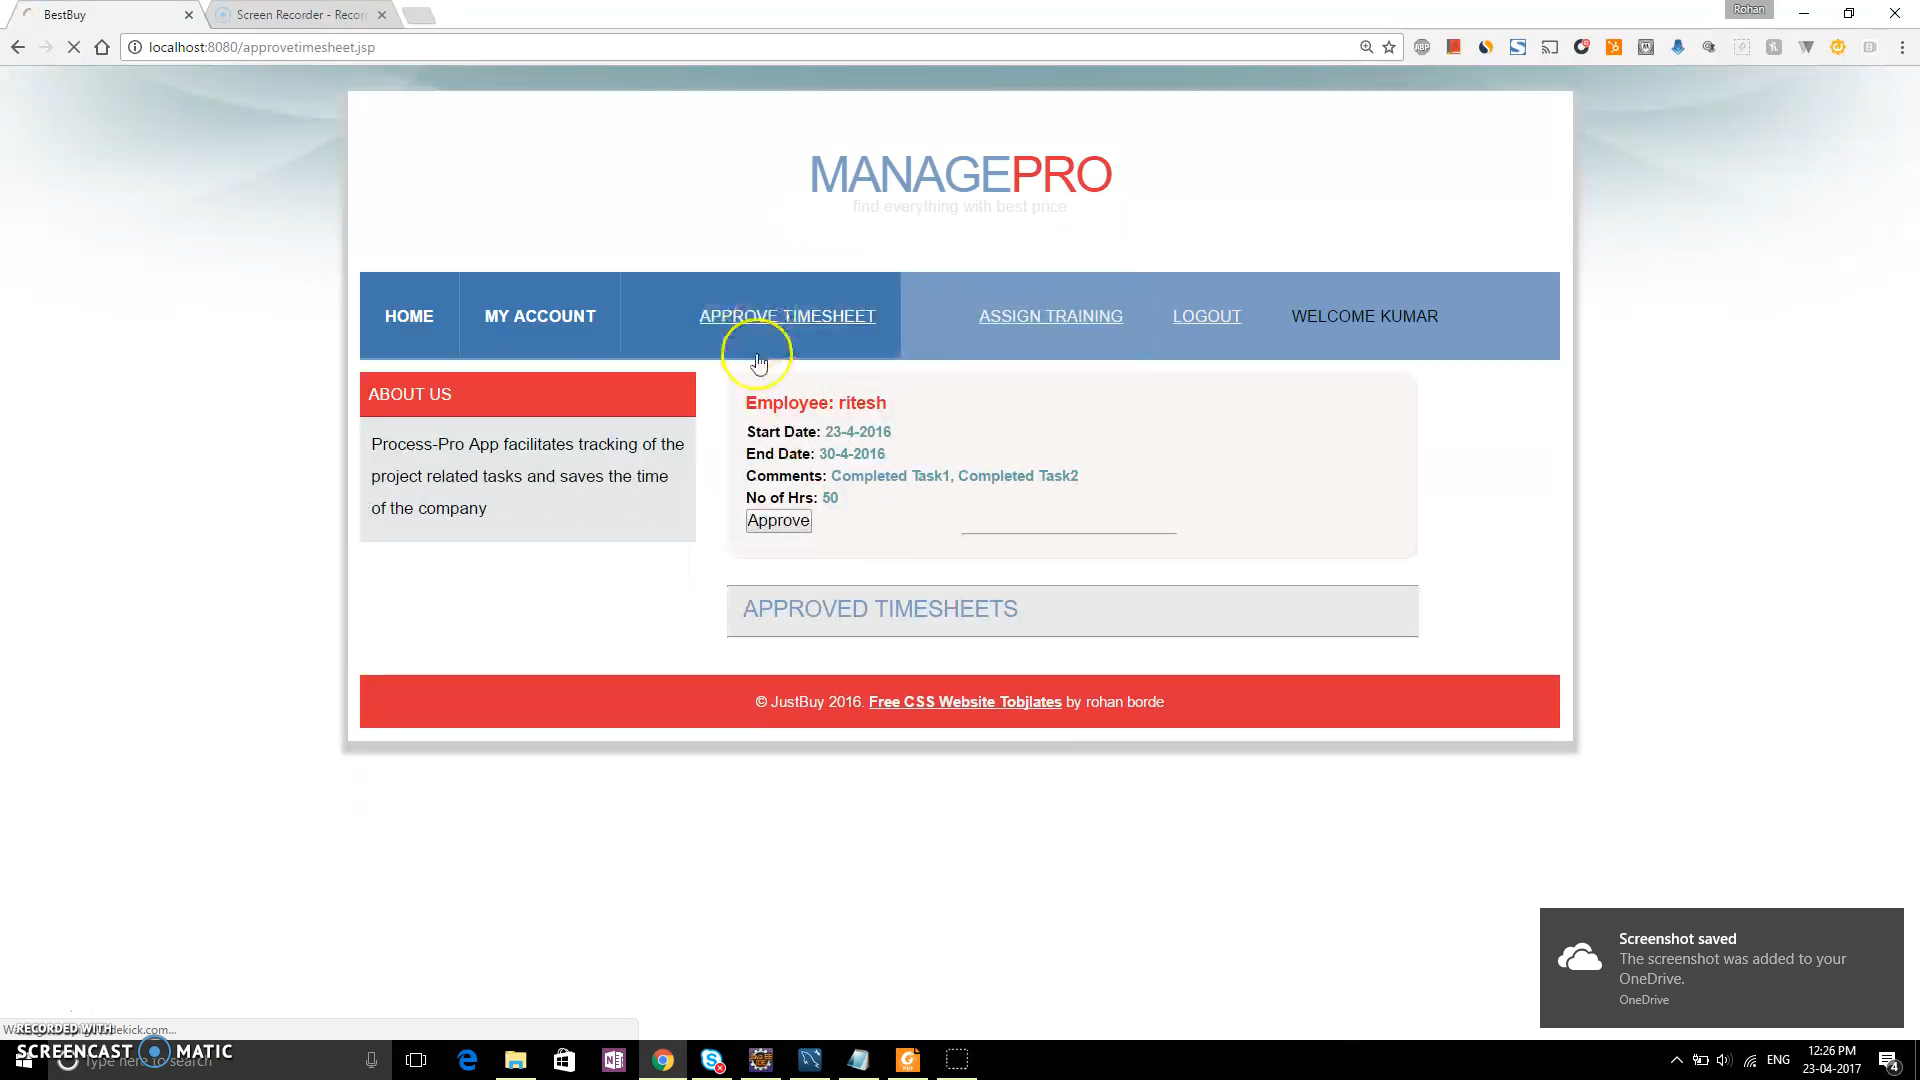 BestBuy
Screen Recorder - Recor
Rohan
localhost:8080/approvetimesheet.jsp
ABP
MANAGEPRO
find everything with best price
HOME
MY ACCOUNT
APPROVE TIMESHEET
ASSIGN TRAINING
LOGOUT
WELCOME KUMAR
ABOUT US
Process-Pro App facilitates tracking of the
project related tasks and saves the time
of the company
Employee: ritesh
Start Date: 23-4-2016
End Date: 30-4-2016
Comments: Completed Task1, Completed Task2
No of Hrs: 50
Approve
APPROVED TIMESHEETS
© JustBuy 2016. Free CSS Website Tobjlates by rohan borde
Screenshot saved
The screenshot was added to your
OneDrive.
OneDrive
RECORDED WITH
SCREENCAST MATIC
Type here to search
ENG
12:26 PM
23-04-2017
4